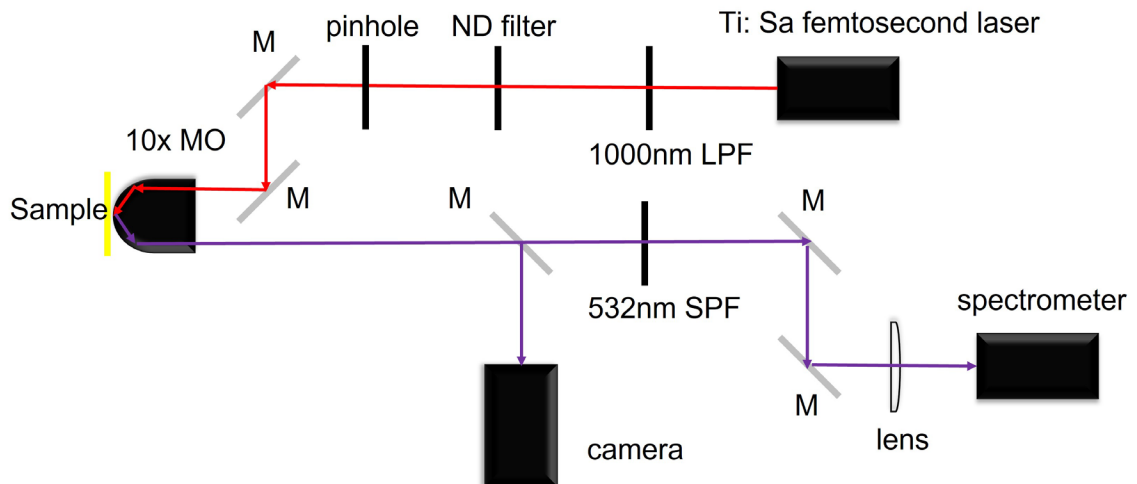 Ti: Sa femtosecond laser
ND filter
pinhole
M
10x MO
1000nm LPF
Sample
M
M
M
532nm SPF
spectrometer
M
lens
camera